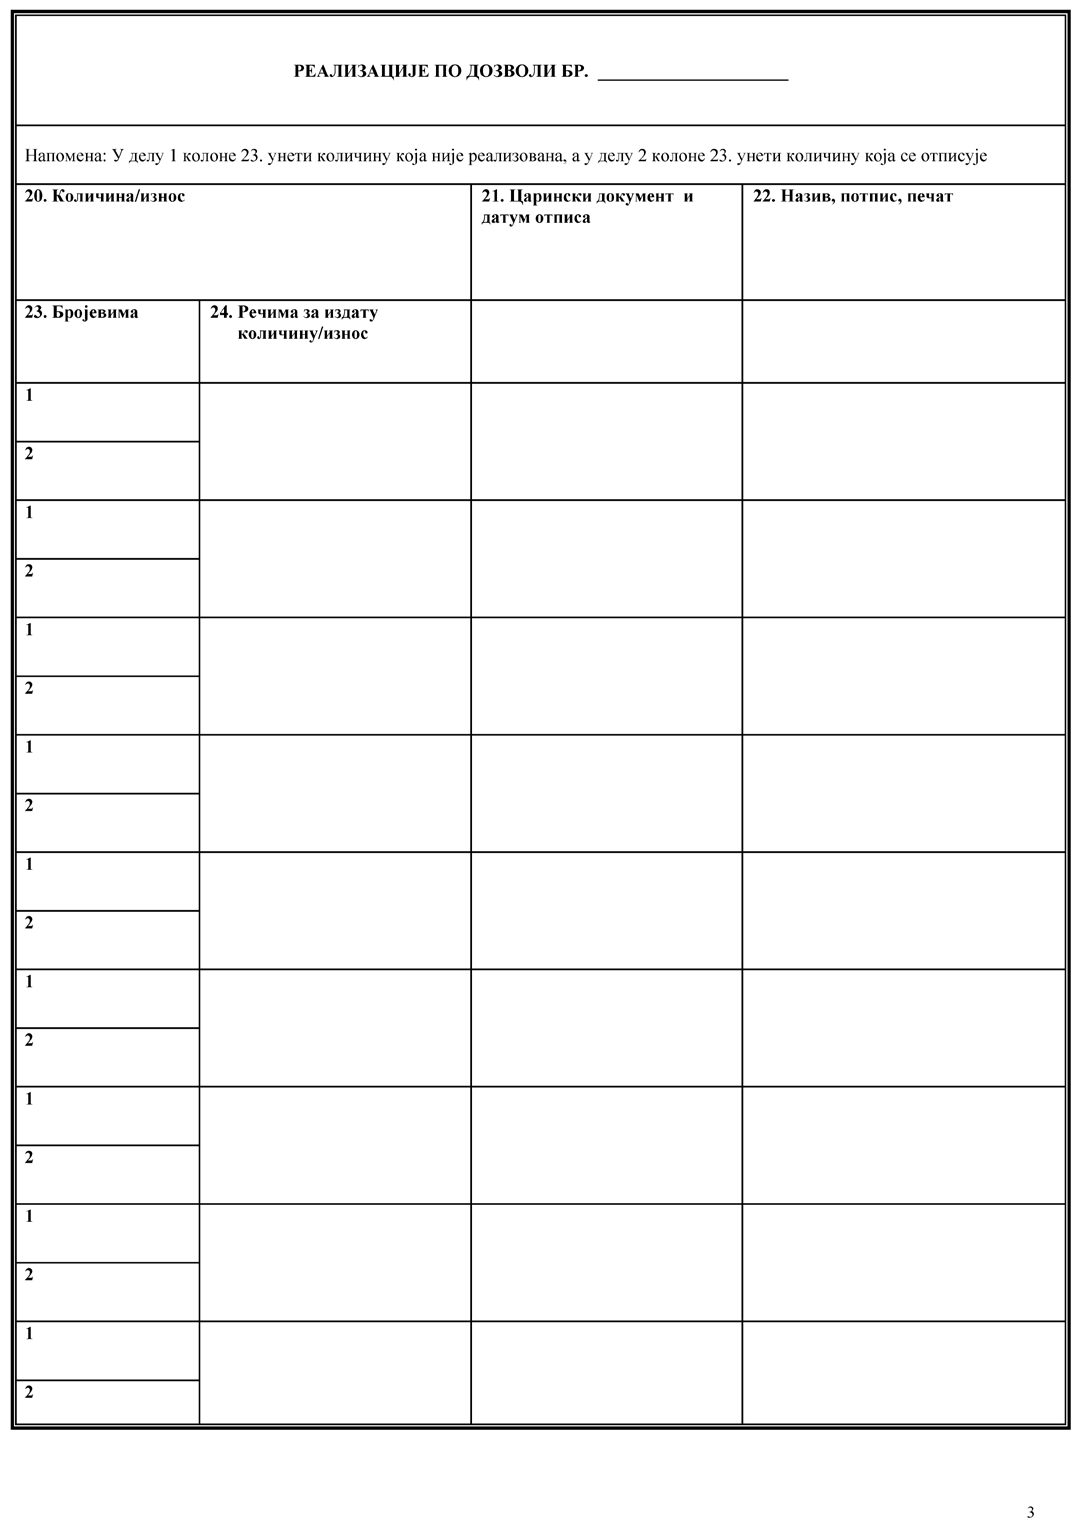 РЕАЛИЗАЦИЈЕ ПО ДОЗВОЛИ БР. ____________________
Напомена: У делу 1 колоне 23. унети количину која није реализована, а у делу 2 колоне 23. унети количину која се отписује
20. Количина/износ
21. Царински документ и
датум отписа
22. Назив, потпис, печат
23. Бројевима
24. Речима за издату
количину/износ
1
2
1
2
1
2
1
2
1
2
1
2
1
2
1
2
1
2
3